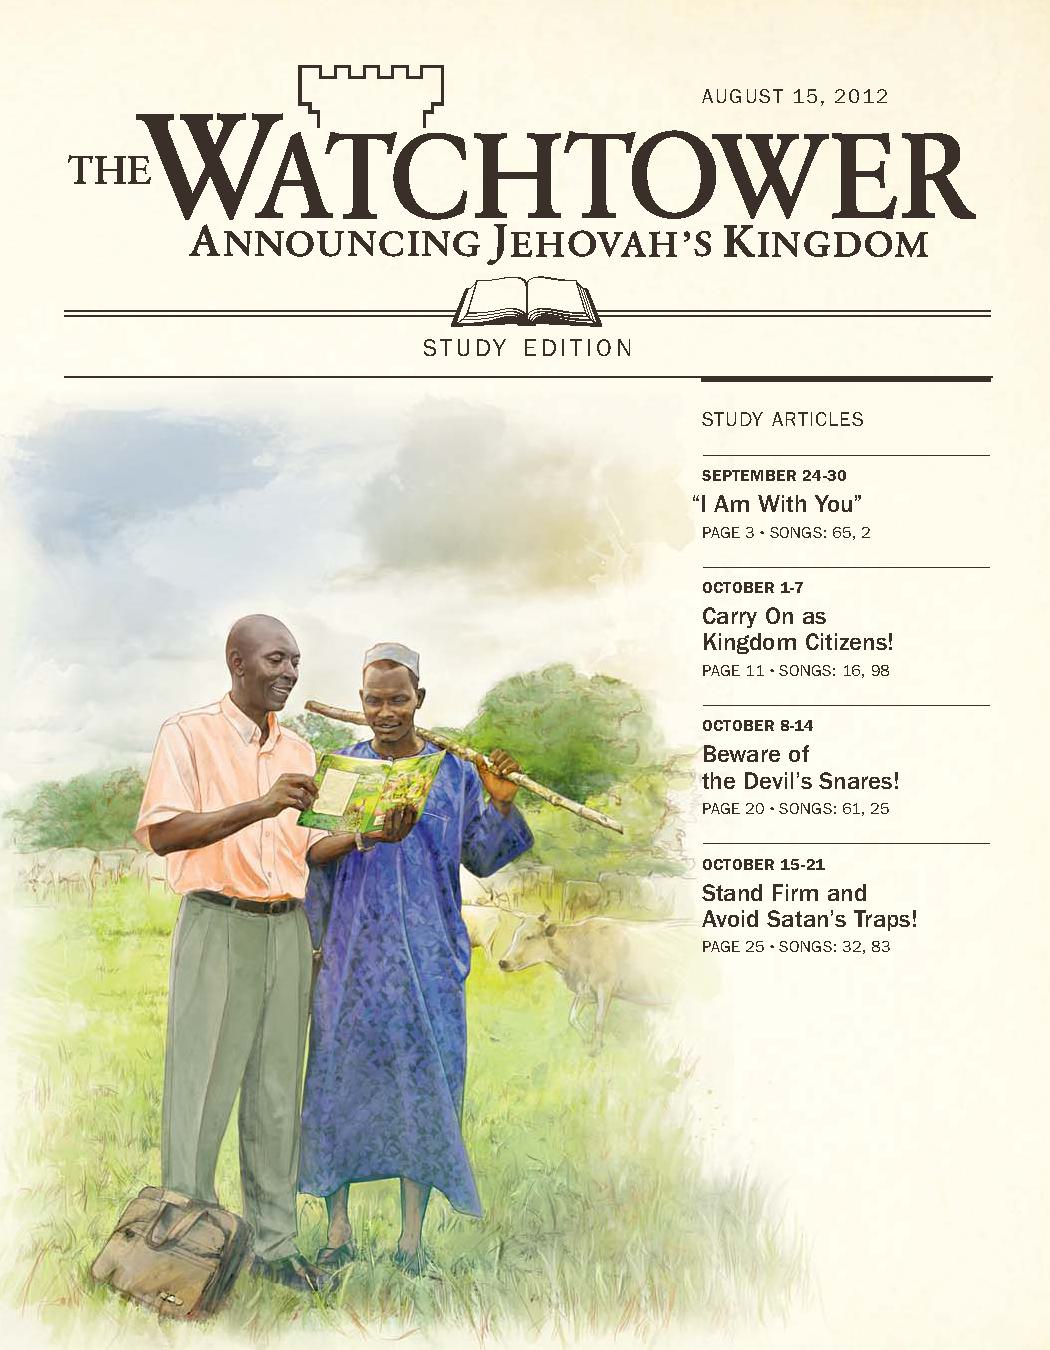 AUGUST 15, 2012
THE WATCHTOWER
ANNOUNCING JEHOVAH'S KINGDOM
STUDY EDITION
STUDY ARTICLES
SEPTEMBER 24-30
“I Am With You”
PAGE 3 • SONGS: 65, 2
OCTOBER 1-7
Carry On as
Kingdom Citizens!
PAGE 11 • SONGS: 16, 98
OCTOBER 8-14
Beware of
the Devil’s Snares!
PAGE 20 • SONGS: 61, 25
OCTOBER 15-21
Stand Firm and
Avoid Satan’s Traps!
PAGE 25 • SONGS: 32, 83